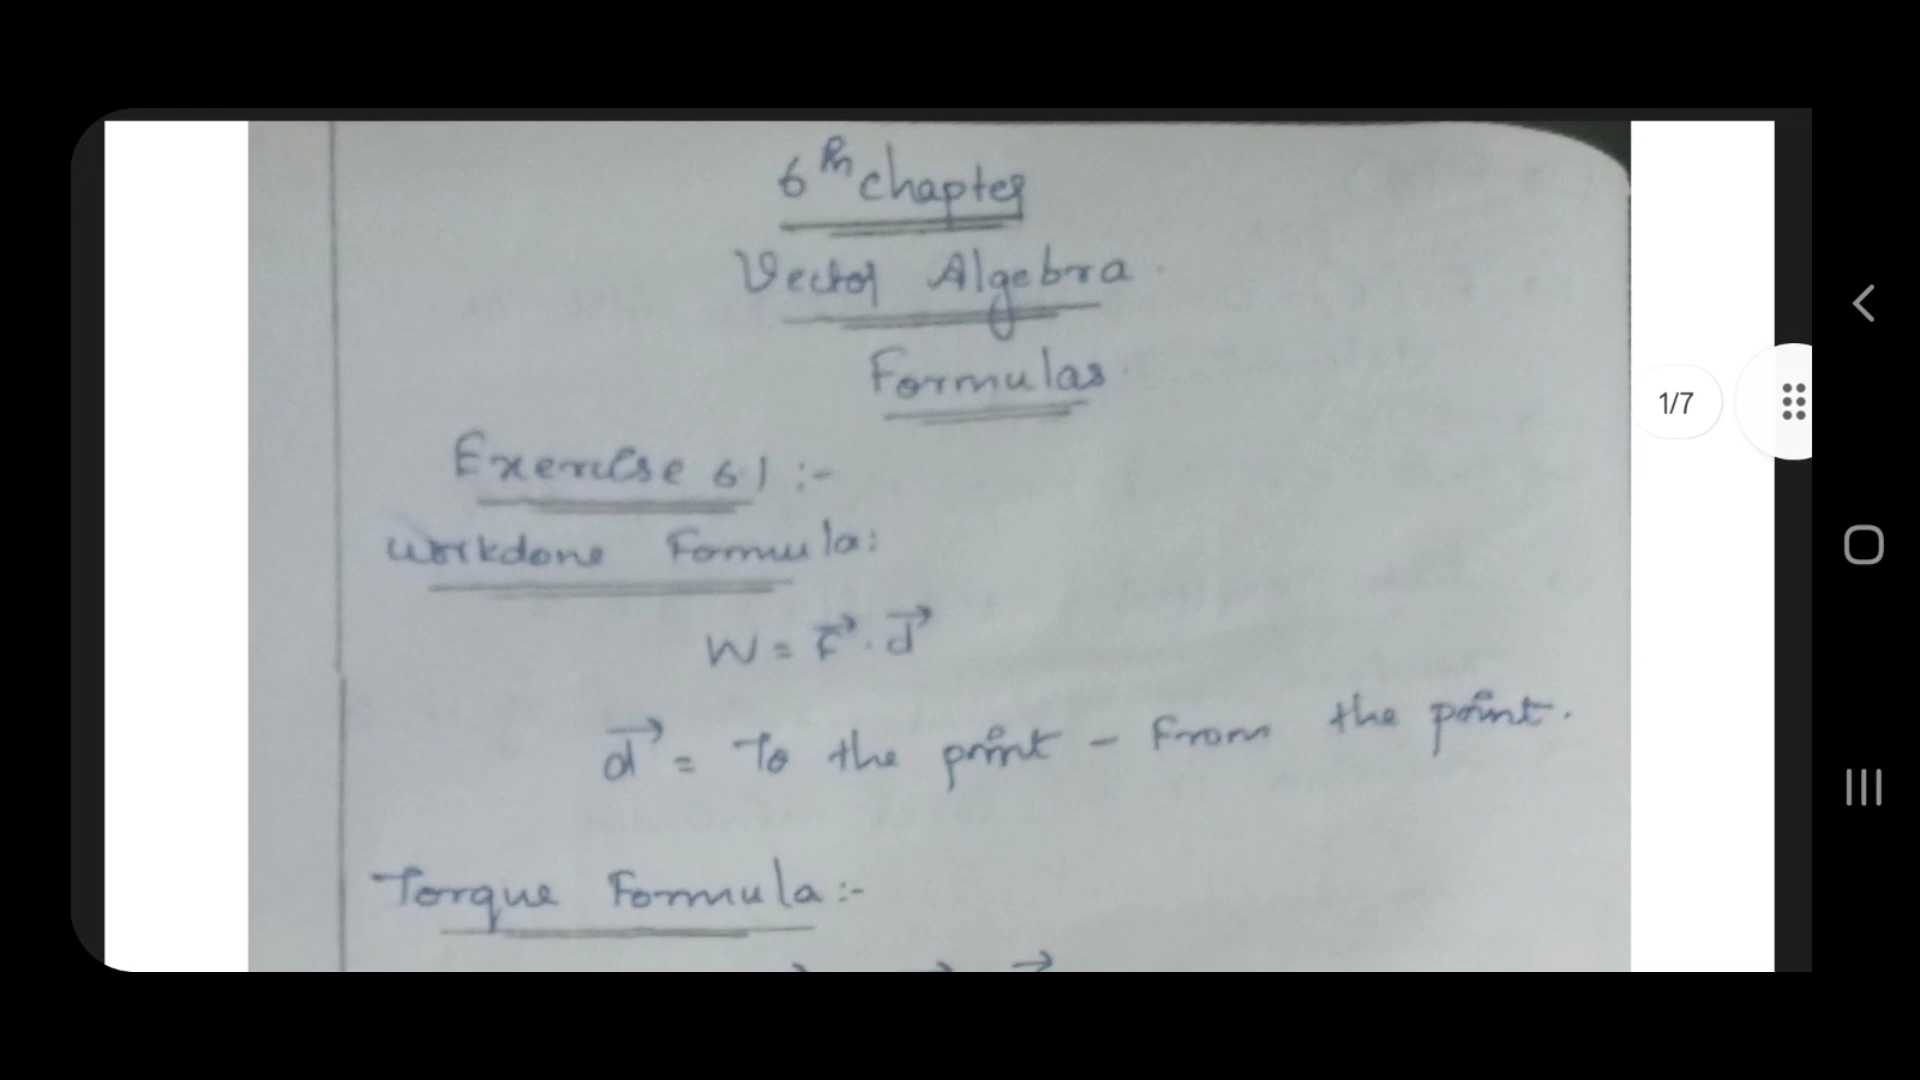 6th chapter
Vector Algebra
Formulas
Exercise 6.1 :-
Workdone Formula:
W = F⃗ . d⃗
d⃗ = To the point - From the point.
Torque Formula :-
1/7